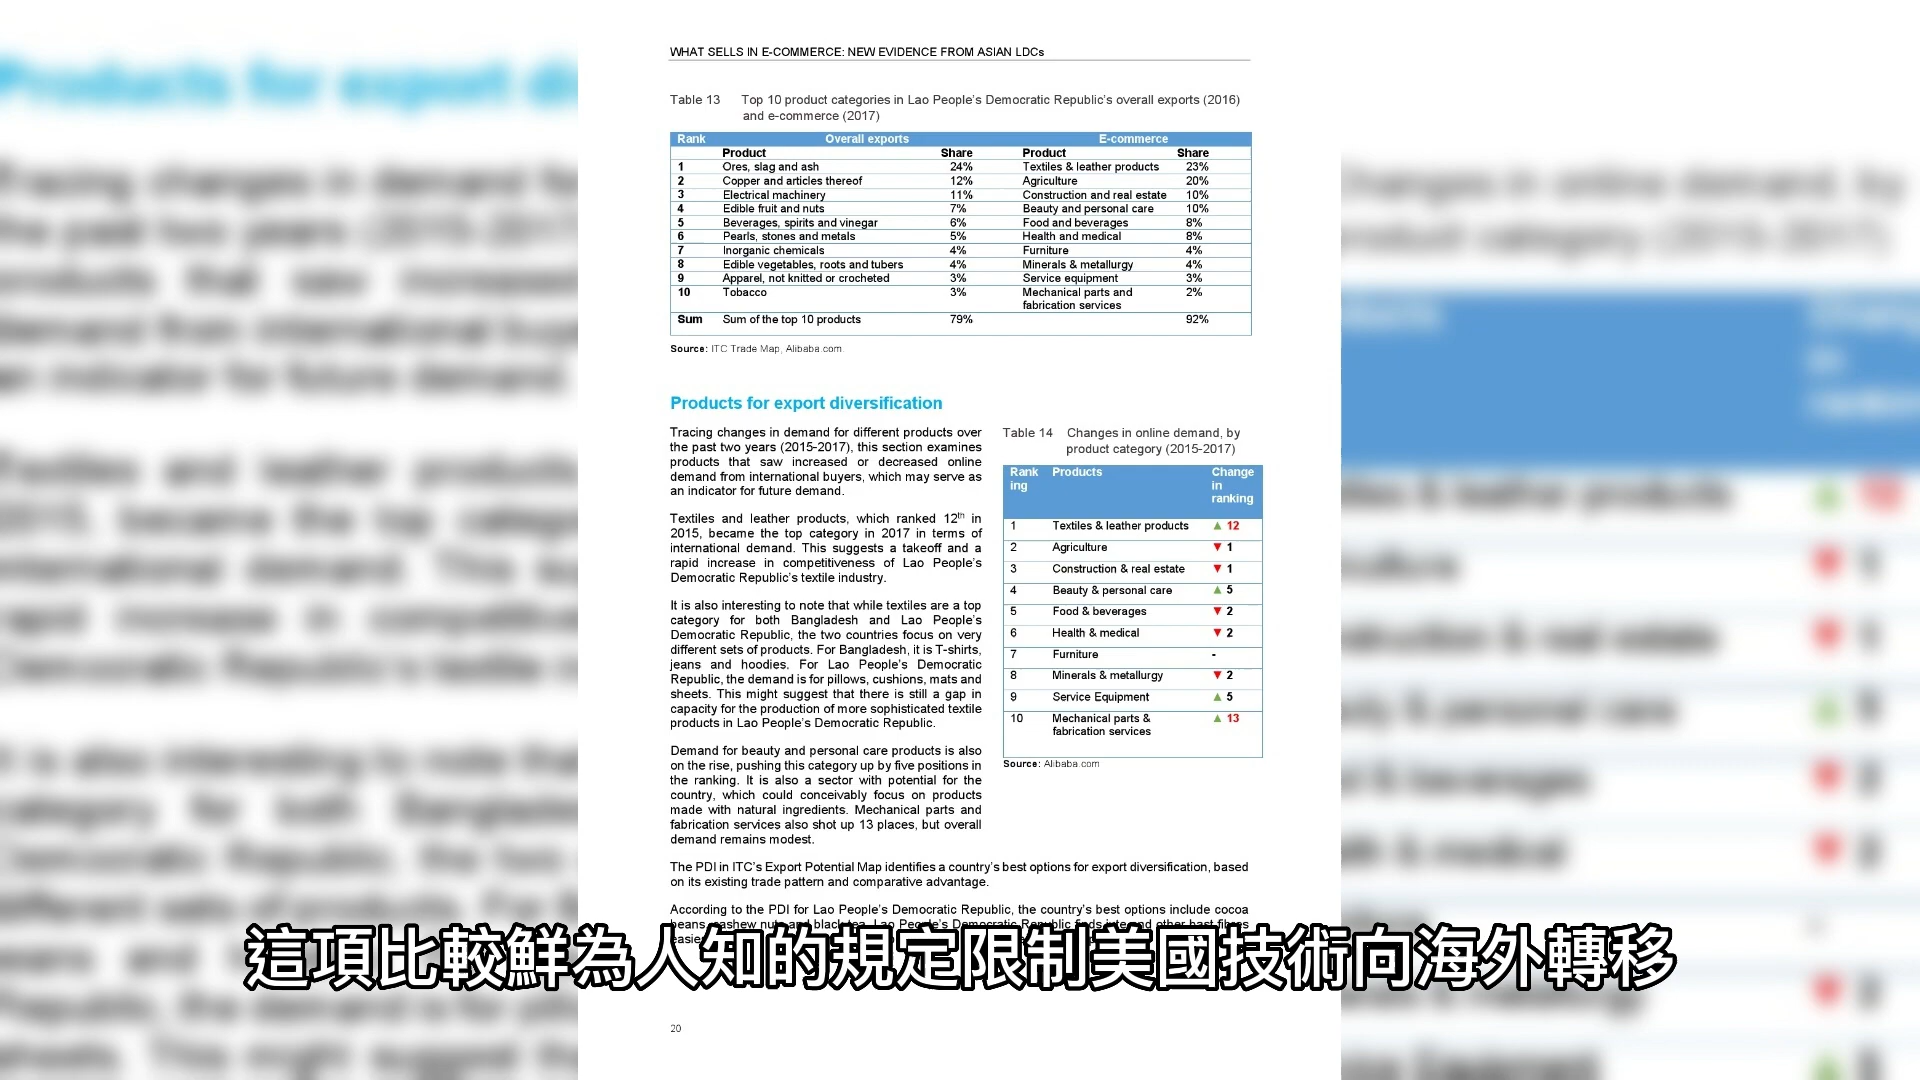 WHAT SELLS IN E-COMMERCE: NEW EVIDENCE FROM ASIAN LDCs
Table 13 Top 10 product categories in Lao People's Democratic Republic's overall exports (2016)
and e-commerce (2017)
Rank Overall exports E-commerce
Product Share Product Share
1 Ores, slag and ash 24% Textiles & leather products 23%
2 Copper and articles thereof 12% Agriculture 20%
3 Electrical machinery 11% Construction and real estate 10%
4 Edible fruit and nuts 7% Beauty and personal care 10%
5 Beverages, spirits and vinegar 6% Food and beverages 8%
6 Pearls, stones and metals 5% Health and medical 8%
7 Inorganic chemicals 4% Furniture 4%
8 Edible vegetables, roots and tubers 4% Minerals & metallurgy 4%
9 Apparel, not knitted or crocheted 3% Service equipment 3%
10 Tobacco 3% Mechanical parts and 2%
fabrication services
Sum Sum of the top 10 products 79% 92%
Source: ITC Trade Map, Alibaba.com.
Products for export diversification
Tracing changes in demand for different products over
the past two years (2015-2017), this section examines
products that saw increased or decreased online
demand from international buyers, which may serve as
an indicator for future demand.
Textiles and leather products, which ranked 12th in
2015, became the top category in 2017 in terms of
international demand. This suggests a takeoff and a
rapid increase in competitiveness of Lao People's
Democratic Republic's textile industry.
It is also interesting to note that while textiles are a top
category for both Bangladesh and Lao People's
Democratic Republic, the two countries focus on very
different sets of products. For Bangladesh, it is T-shirts,
jeans and hoodies. For Lao People's Democratic
Republic, the demand is for pillows, cushions, mats and
sheets. This might suggest that there is still a gap in
capacity for the production of more sophisticated textile
products in Lao People's Democratic Republic.
Demand for beauty and personal care products is also
on the rise, pushing this category up by five positions in
the ranking. It is also a sector with potential for the
country, which could conceivably focus on products
made with natural ingredients. Mechanical parts and
fabrication services also shot up 13 places, but overall
demand remains modest.
Table 14 Changes in online demand, by
product category (2015-2017)
Rank Products Change
ing in
ranking
1 Textiles & leather products ▲ 12
2 Agriculture ▼ 1
3 Construction & real estate ▼ 1
4 Beauty & personal care ▲ 5
5 Food & beverages ▼ 2
6 Health & medical ▼ 2
7 Furniture -
8 Minerals & metallurgy ▼ 2
9 Service Equipment ▲ 5
10 Mechanical parts & ▲ 13
fabrication services
Source: Alibaba.com
The PDI in ITC's Export Potential Map identifies a country's best options for export diversification, based
on its existing trade pattern and comparative advantage.
According to the PDI for Lao People's Democratic Republic, the country's best options include cocoa
beans, cashew nuts and black tea. Lao People's Democratic Republic finds jute and other bast fibres
easie
這項比較鮮為人知的規定限制美國技術向海外轉移
20